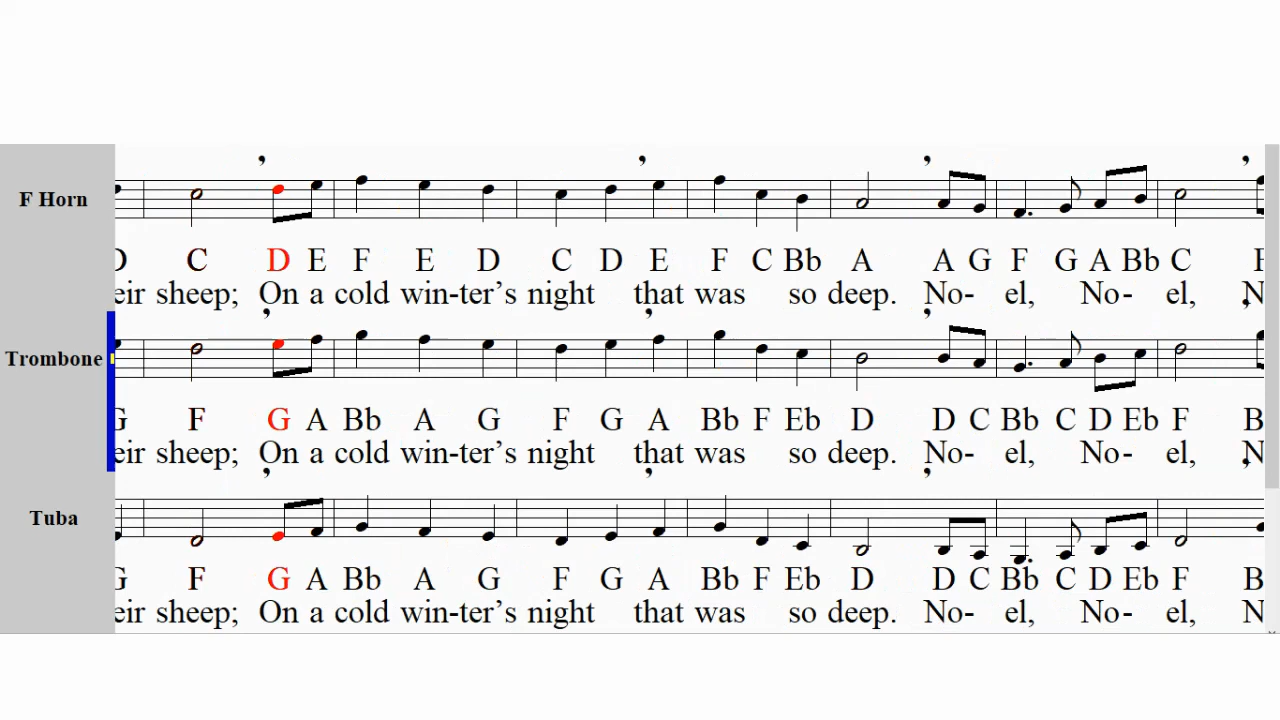 F Horn
D C D E F E D C D E F C Bb A A G F G A Bb C F
eir sheep; On a cold win-ter’s night that was so deep. No- el, No- el, N
Trombone
G F G A Bb A G F G A Bb F Eb D D C Bb C D Eb F B
eir sheep; On a cold win-ter’s night that was so deep. No- el, No- el, N
Tuba
G F G A Bb A G F G A Bb F Eb D D C Bb C D Eb F B
eir sheep; On a cold win-ter’s night that was so deep. No- el, No- el, N